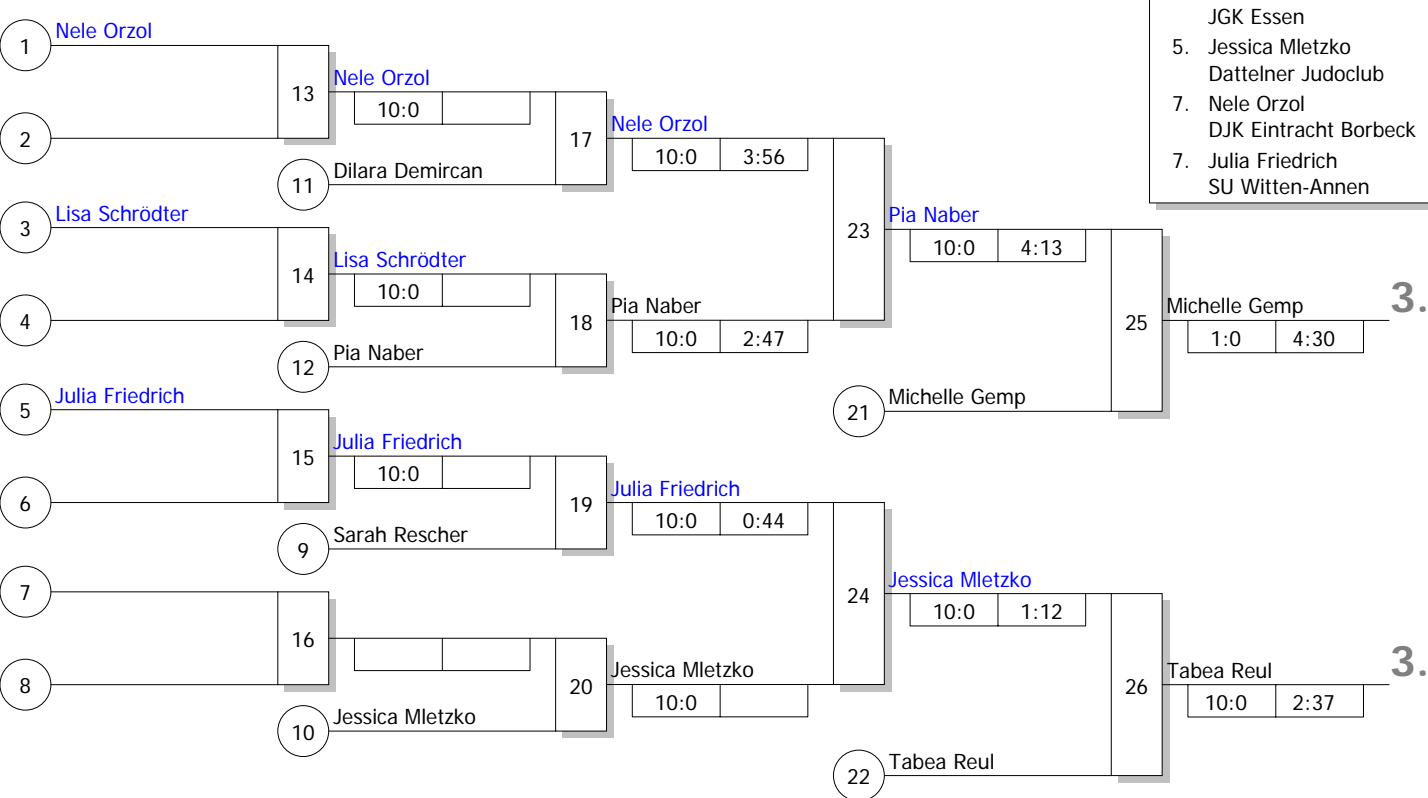 JGK Essen
5. Jessica Mletzko
Dattelner Judoclub
7. Nele Orzol
DJK Eintracht Borbeck
7. Julia Friedrich
SU Witten-Annen
1 Nele Orzol
2
13 Nele Orzol
10:0
11 Dilara Demircan
17 Nele Orzol
10:0 3:56
3 Lisa Schrödter
4
14 Lisa Schrödter
10:0
12 Pia Naber
18 Pia Naber
10:0 2:47
23 Pia Naber
10:0 4:13
21 Michelle Gemp
25 Michelle Gemp
1:0 4:30
3.
5 Julia Friedrich
6
15 Julia Friedrich
10:0
9 Sarah Rescher
19 Julia Friedrich
10:0 0:44
7
8
16
10 Jessica Mletzko
20 Jessica Mletzko
10:0
24 Jessica Mletzko
10:0 1:12
22 Tabea Reul
26 Tabea Reul
10:0 2:37
3.